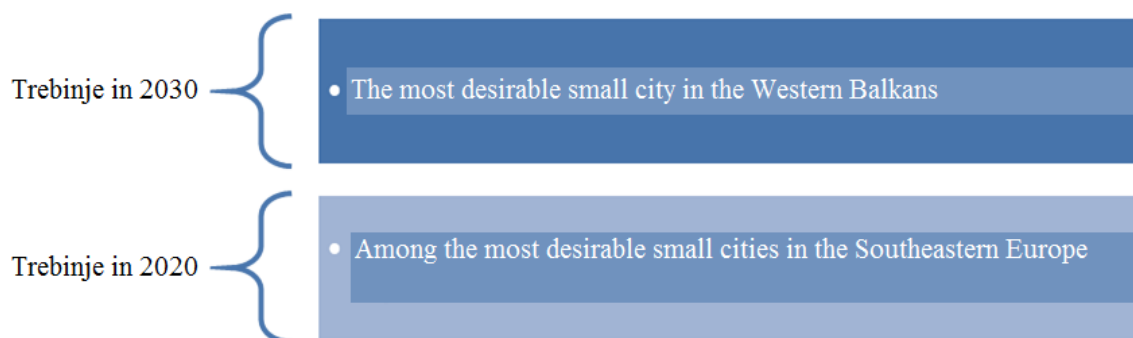 Trebinje in 2030
• The most desirable small city in the Western Balkans
Trebinje in 2020
• Among the most desirable small cities in the Southeastern Europe